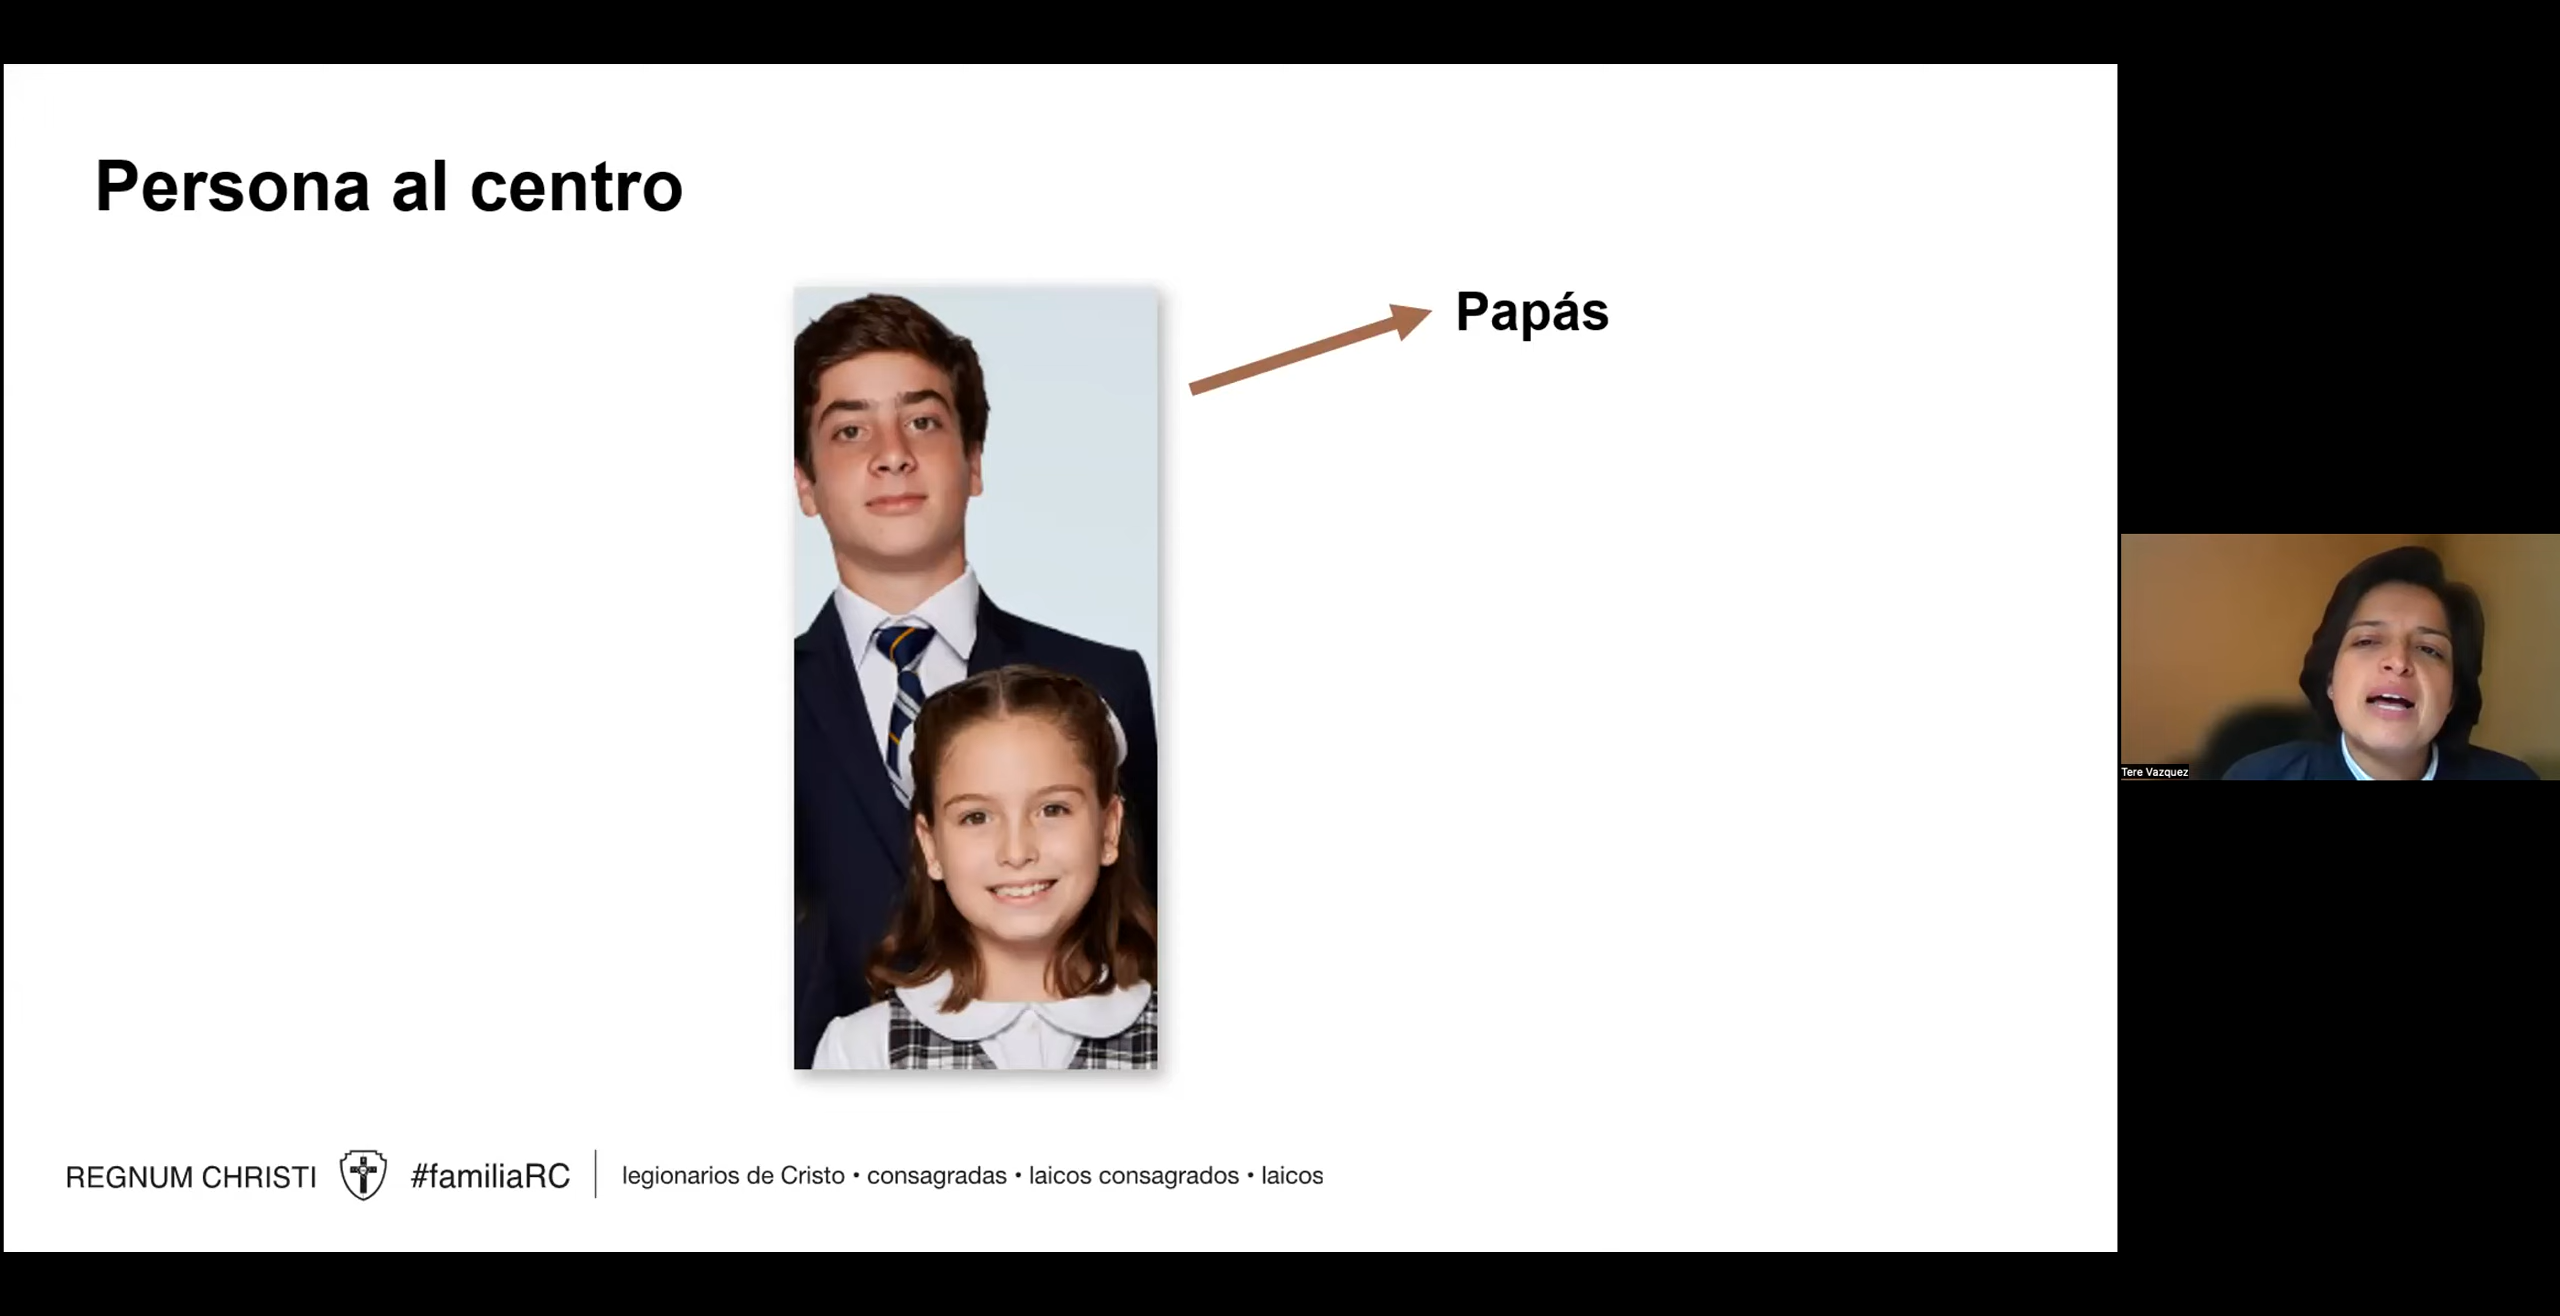 Persona al centro
Papás
Tere Vazquez
REGNUM CHRISTI #familiaRC legionarios de Cristo • consagradas • laicos consagrados • laicos